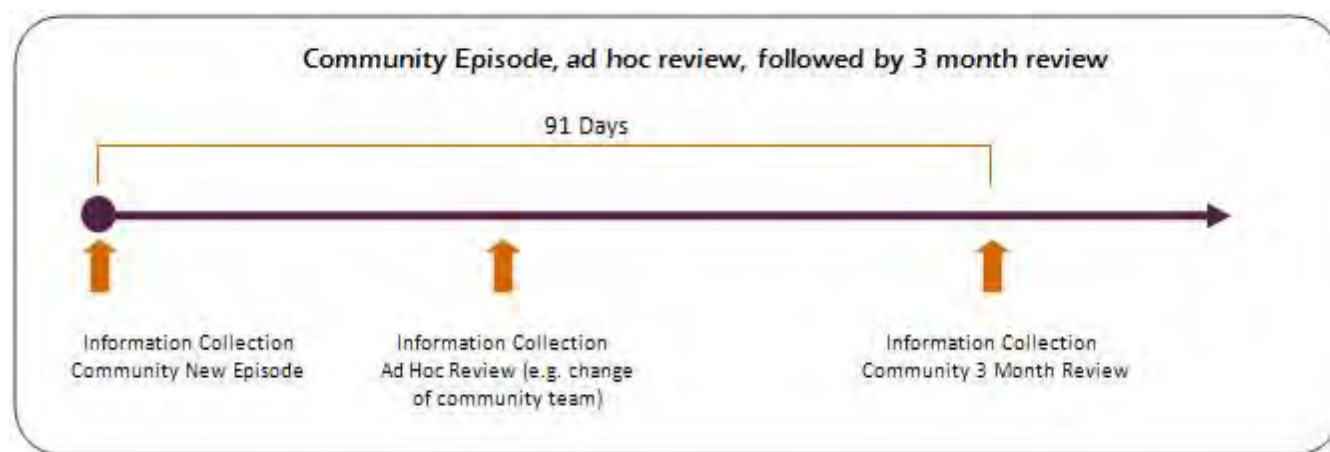 Community Episode, ad hoc review, followed by 3 month review
91 Days
Information Collection
Community New Episode
Information Collection
Ad Hoc Review (e.g. change
of community team)
Information Collection
Community 3 Month Review